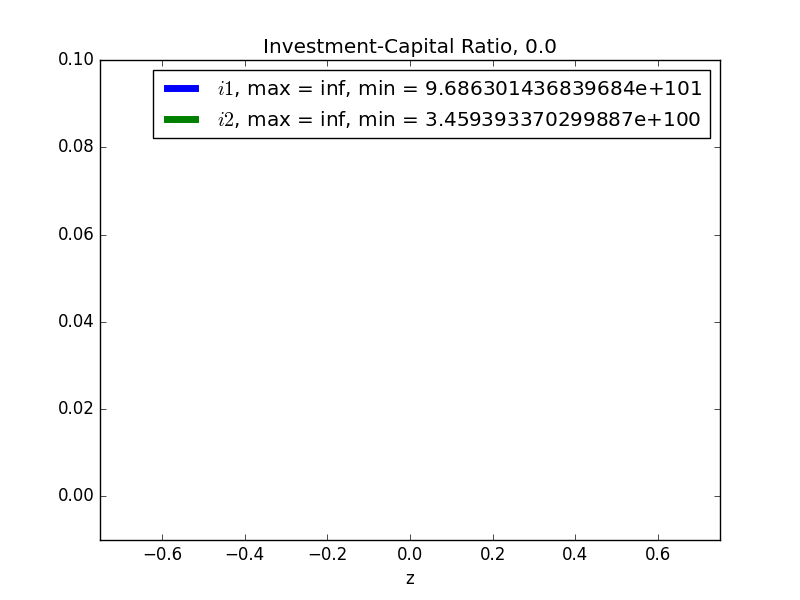 Investment-Capital Ratio, 0.0
0.10
i1, max = inf, min = 9.686301436839684e+101
i2, max = inf, min = 3.459393370299887e+100
0.08
0.06
0.04
0.02
0.00
−0.6 −0.4 −0.2 0.0 0.2 0.4 0.6
z